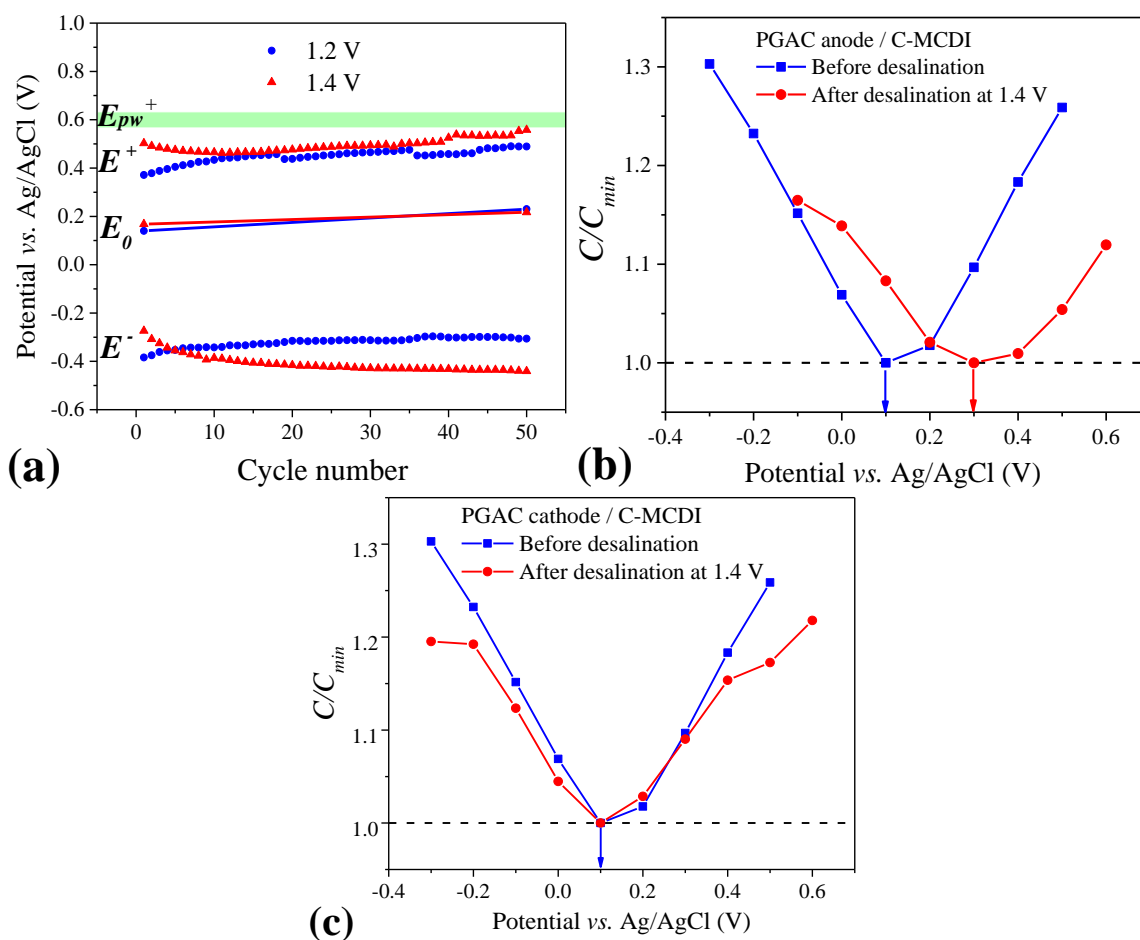 1.0
0.8
0.6
0.4
0.2
0.0
-0.2
-0.4
-0.6
Potential vs. Ag/AgCl (V)
1.2 V
1.4 V
Epw+
E+
E0
E-
0
10
20
30
40
50
Cycle number
(a)
PGAC anode / C-MCDI
Before desalination
After desalination at 1.4 V
1.3
1.2
1.1
1.0
C/Cmin
-0.4
-0.2
0.0
0.2
0.4
0.6
Potential vs. Ag/AgCl (V)
(b)
PGAC cathode / C-MCDI
Before desalination
After desalination at 1.4 V
1.3
1.2
1.1
1.0
C/Cmin
-0.4
-0.2
0.0
0.2
0.4
0.6
Potential vs. Ag/AgCl (V)
(c)